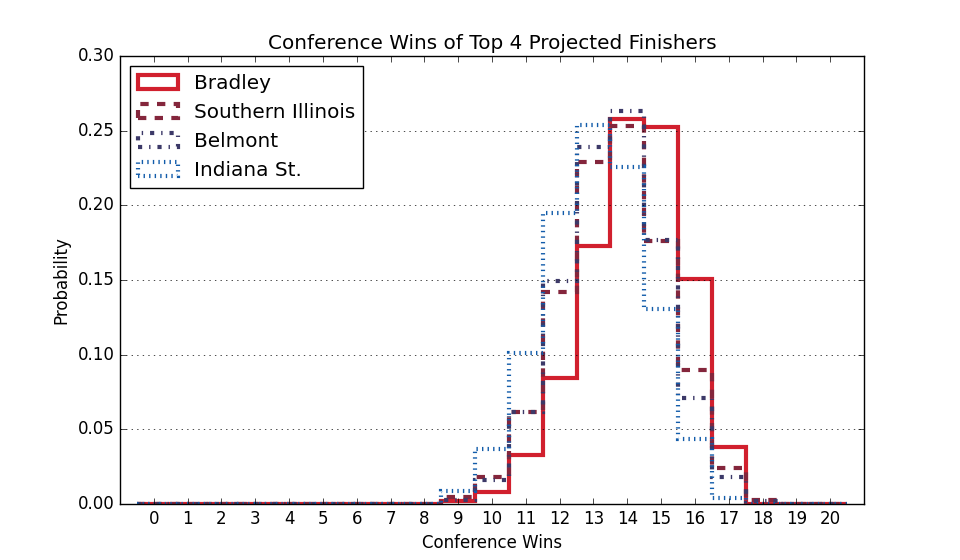 Conference Wins of Top 4 Projected Finishers
0.30
0.25
0.20
0.15
0.10
0.05
0.00
Probability
Bradley
Southern Illinois
Belmont
Indiana St.
0 1 2 3 4 5 6 7 8 9 10 11 12 13 14 15 16 17 18 19 20
Conference Wins